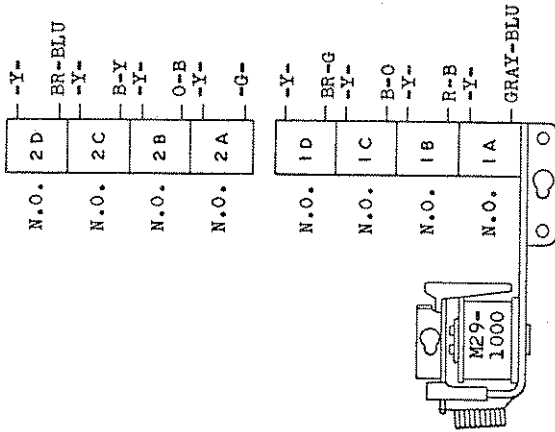 -Y-
N.O. 2D
BR-BLU
-Y-
N.O. 2C
B-Y
-Y-
N.O. 2B
O-B
-Y-
N.O. 2A
-G-
-Y-
N.O. 1D
BR-G
-Y-
N.O. 1C
B-O
-Y-
N.O. 1B
R-B
-Y-
N.O. 1A
GRAY-BLU
M29-
1000